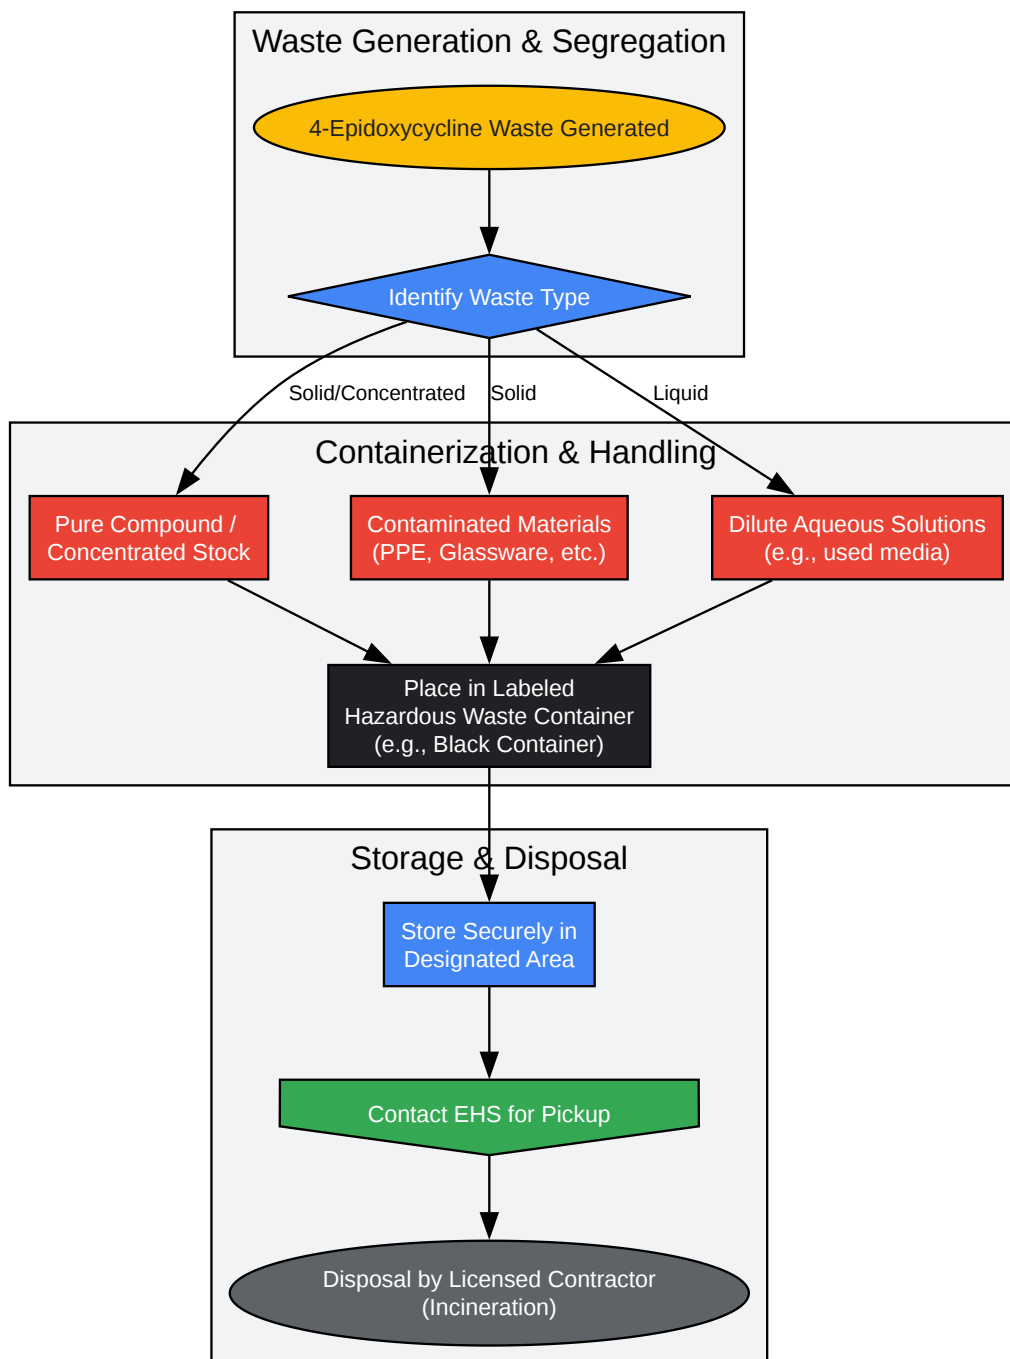 Waste Generation & Segregation
4-Epidoxycycline Waste Generated
Identify Waste Type
Solid/Concentrated
Solid
Liquid
Containerization & Handling
Pure Compound /
Concentrated Stock
Contaminated Materials
(PPE, Glassware, etc.)
Dilute Aqueous Solutions
(e.g., used media)
Place in Labeled
Hazardous Waste Container
(e.g., Black Container)
Storage & Disposal
Store Securely in
Designated Area
Contact EHS for Pickup
Disposal by Licensed Contractor
(Incineration)